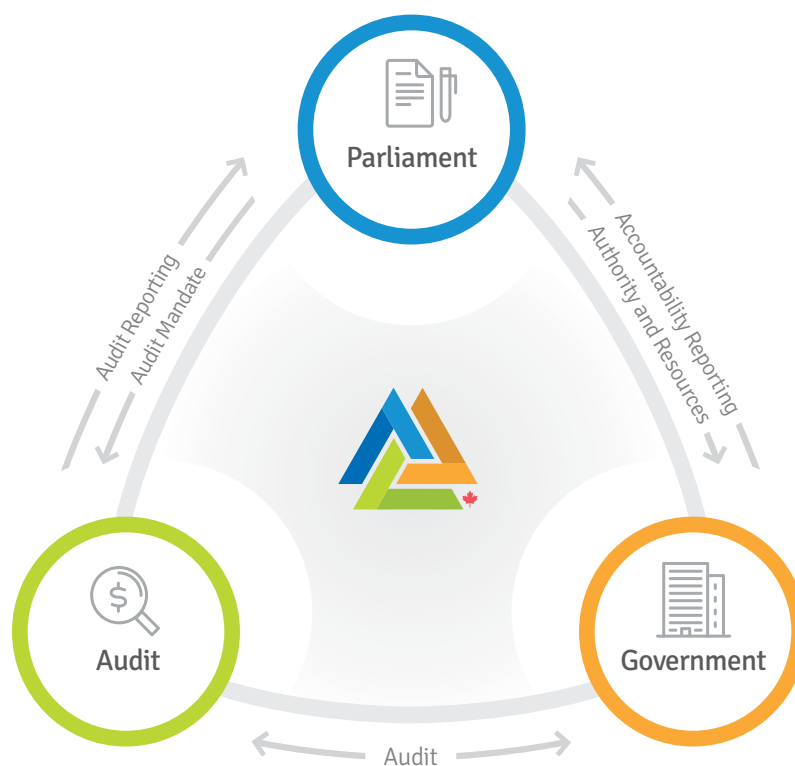 Parliament
Audit Reporting
Audit Mandate
Accountability Reporting
Authority and Resources
$
Audit
Government
Audit